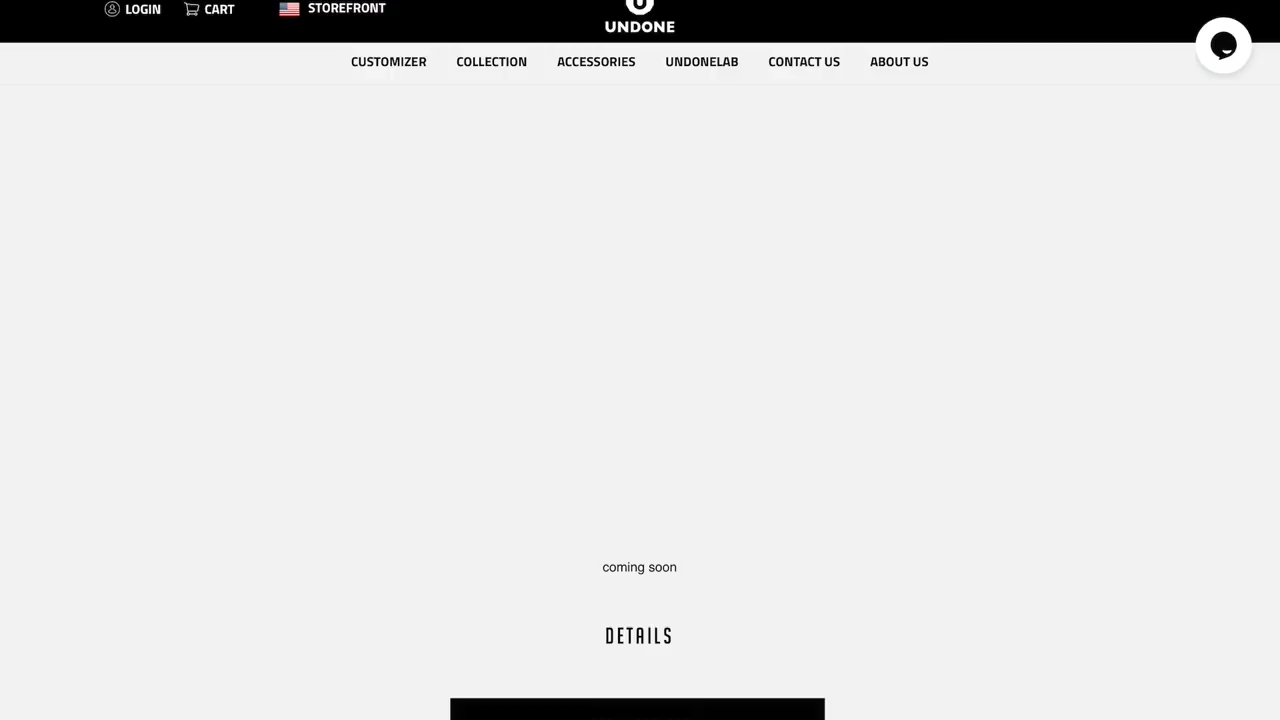 LOGIN CART STOREFRONT
U
UNDONE
CUSTOMIZER COLLECTION ACCESSORIES UNDONELAB CONTACT US ABOUT US
coming soon
DETAILS